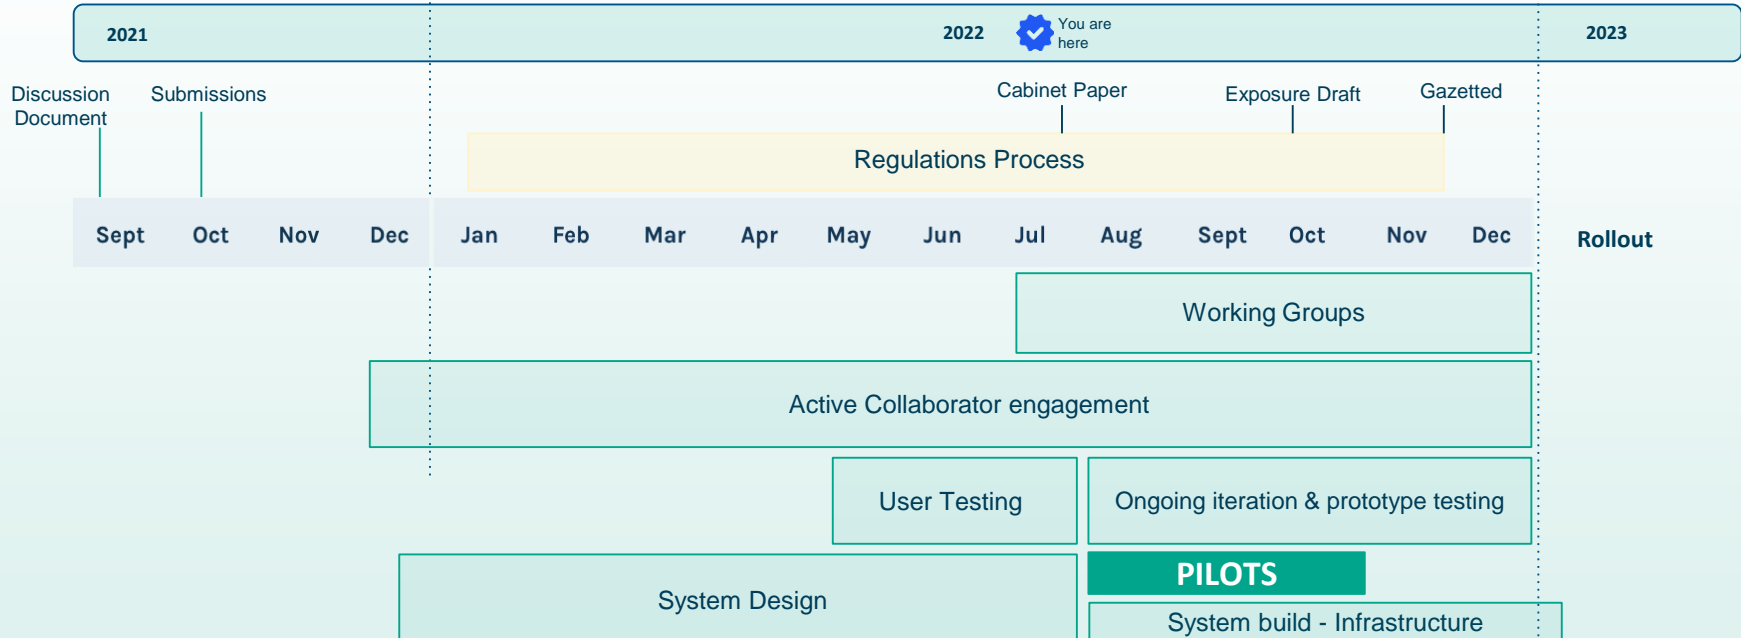 2021
2022
You are
here
2023
Discussion
Document
Submissions
Cabinet Paper
Exposure Draft
Gazetted
Regulations Process
Sept Oct Nov Dec Jan Feb Mar Apr May Jun Jul Aug Sept Oct Nov Dec
Rollout
Working Groups
Active Collaborator engagement
User Testing
Ongoing iteration & prototype testing
PILOTS
System Design
System build - Infrastructure